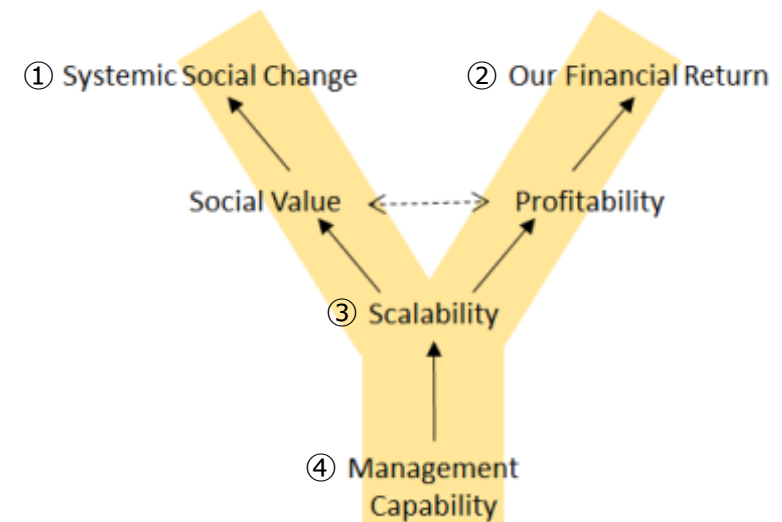 ① Systemic Social Change
② Our Financial Return
Social Value
Profitability
③ Scalability
④ Management
Capability